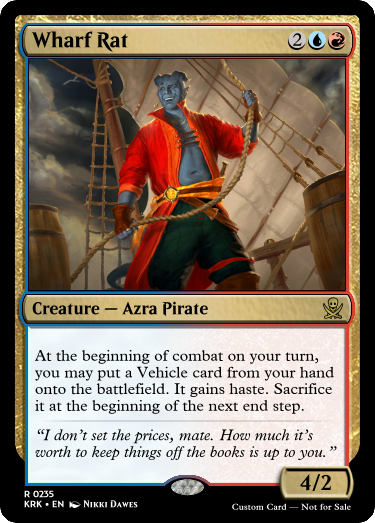 Wharf Rat
2
Creature — Azra Pirate
At the beginning of combat on your turn,
you may put a Vehicle card from your hand
onto the battlefield. It gains haste. Sacrifice
it at the beginning of the next end step.
“I don’t set the prices, mate. How much it’s
worth to keep things off the books is up to you.”
4/2
R 0235
KRK • EN Nikki Dawes
Custom Card — Not for Sale